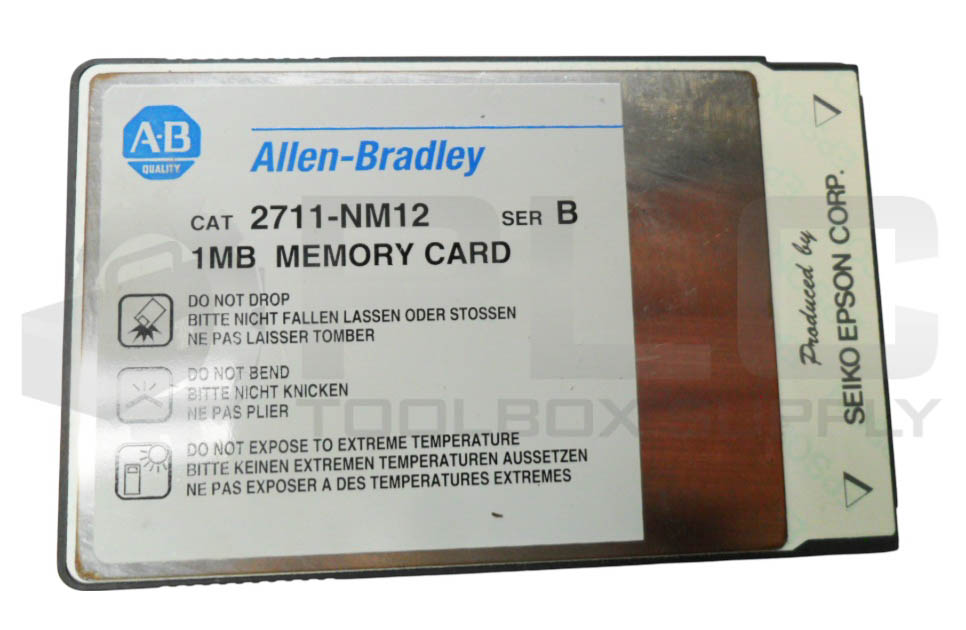 A-B
QUALITY
Allen-Bradley
CAT 2711-NM12 SER B
1MB MEMORY CARD
DO NOT DROP
BITTE NICHT FALLEN LASSEN ODER STOSSEN
NE PAS LAISSER TOMBER
DO NOT BEND
BITTE NICHT KNICKEN
NE PAS PLIER
DO NOT EXPOSE TO EXTREME TEMPERATURE
BITTE KEINEN EXTREMEN TEMPERATUREN AUSSETZEN
NE PAS EXPOSER A DES TEMPERATURES EXTREMES
Produced by
SEIKO EPSON CORP.
PLC
TOOLBOX SUPPLY